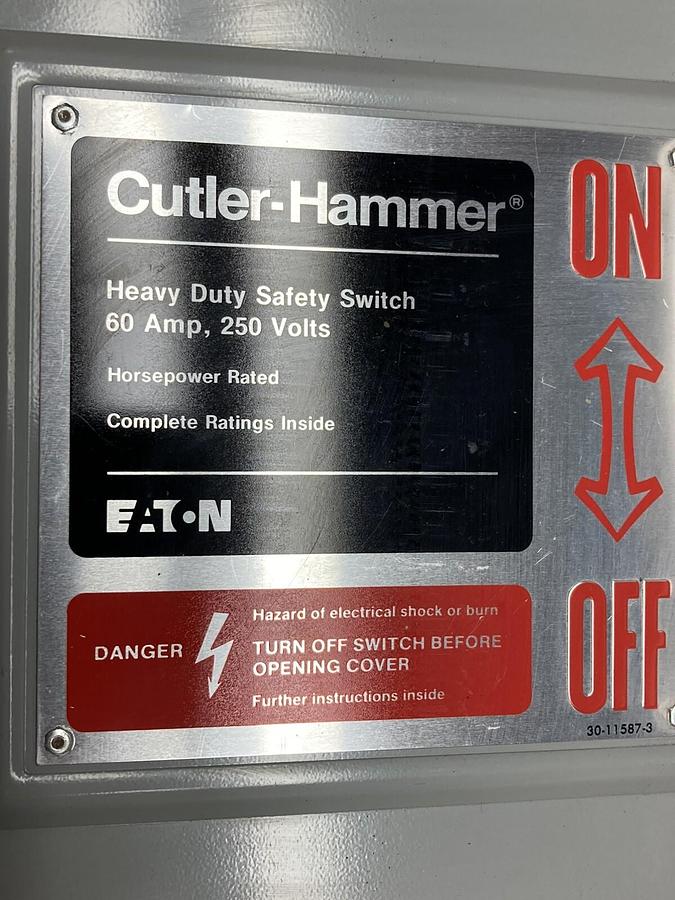 Cutler-Hammer®
Heavy Duty Safety Switch
60 Amp, 250 Volts
Horsepower Rated
Complete Ratings Inside
EATON
ON
OFF
DANGER
Hazard of electrical shock or burn
TURN OFF SWITCH BEFORE
OPENING COVER
Further instructions inside
30-11587-3